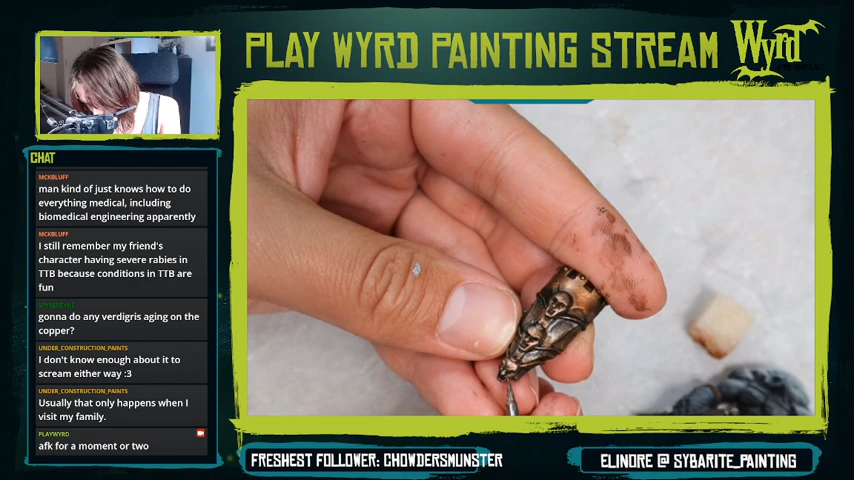 PLAY WYRD PAINTING STREAM
Wyrd
CHAT
MCKBLUFF
man kind of just knows how to do
everything medical, including
biomedical engineering apparently
MCKBLUFF
I still remember my friend's
character having severe rabies in
TTB because conditions in TTB are
fun
gonna do any verdigris aging on the
copper?
UNDER_CONSTRUCTION_PAINTS
I don't know enough about it to
scream either way :3
UNDER_CONSTRUCTION_PAINTS
Usually that only happens when I
visit my family.
PLAYWYRD
afk for a moment or two
FRESHEST FOLLOWER: CHOWDERSMUNSTER
ELINORE @ SYBARITE_PAINTING